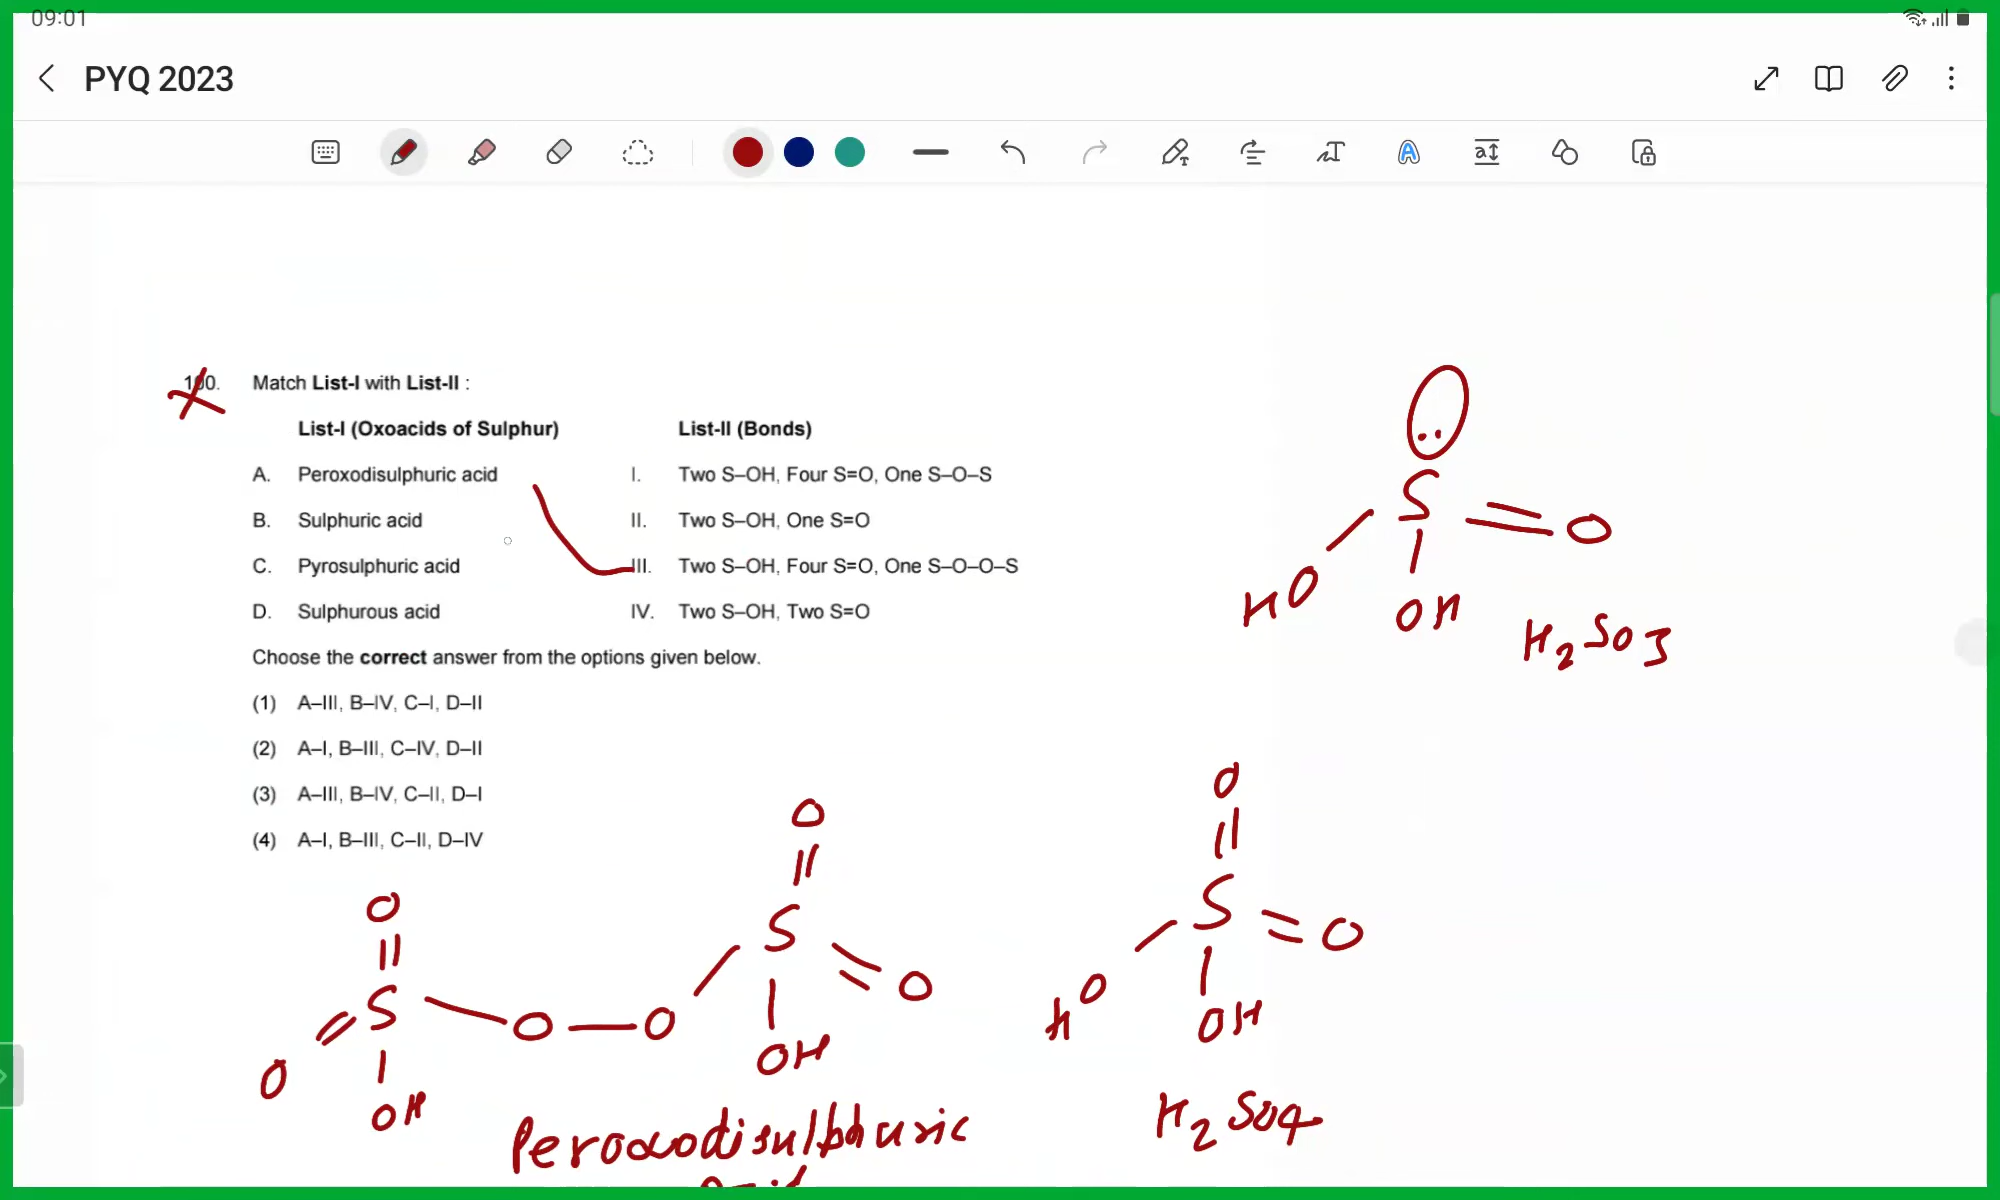 09:01
PYQ 2023
100. Match List-I with List-II :
List-I (Oxoacids of Sulphur) List-II (Bonds)
A. Peroxodisulphuric acid I. Two S–OH, Four S=O, One S–O–S
B. Sulphuric acid II. Two S–OH, One S=O
C. Pyrosulphuric acid III. Two S–OH, Four S=O, One S–O–O–S
D. Sulphurous acid IV. Two S–OH, Two S=O
Choose the correct answer from the options given below.
(1) A–III, B–IV, C–I, D–II
(2) A–I, B–III, C–IV, D–II
(3) A–III, B–IV, C–II, D–I
(4) A–I, B–III, C–II, D–IV
S
O
HO
OH
H2SO3
O
S
O
HO
OH
H2SO4
O
O
S
S
O
O
O
O
OH
OH
Peroxodisulphuric